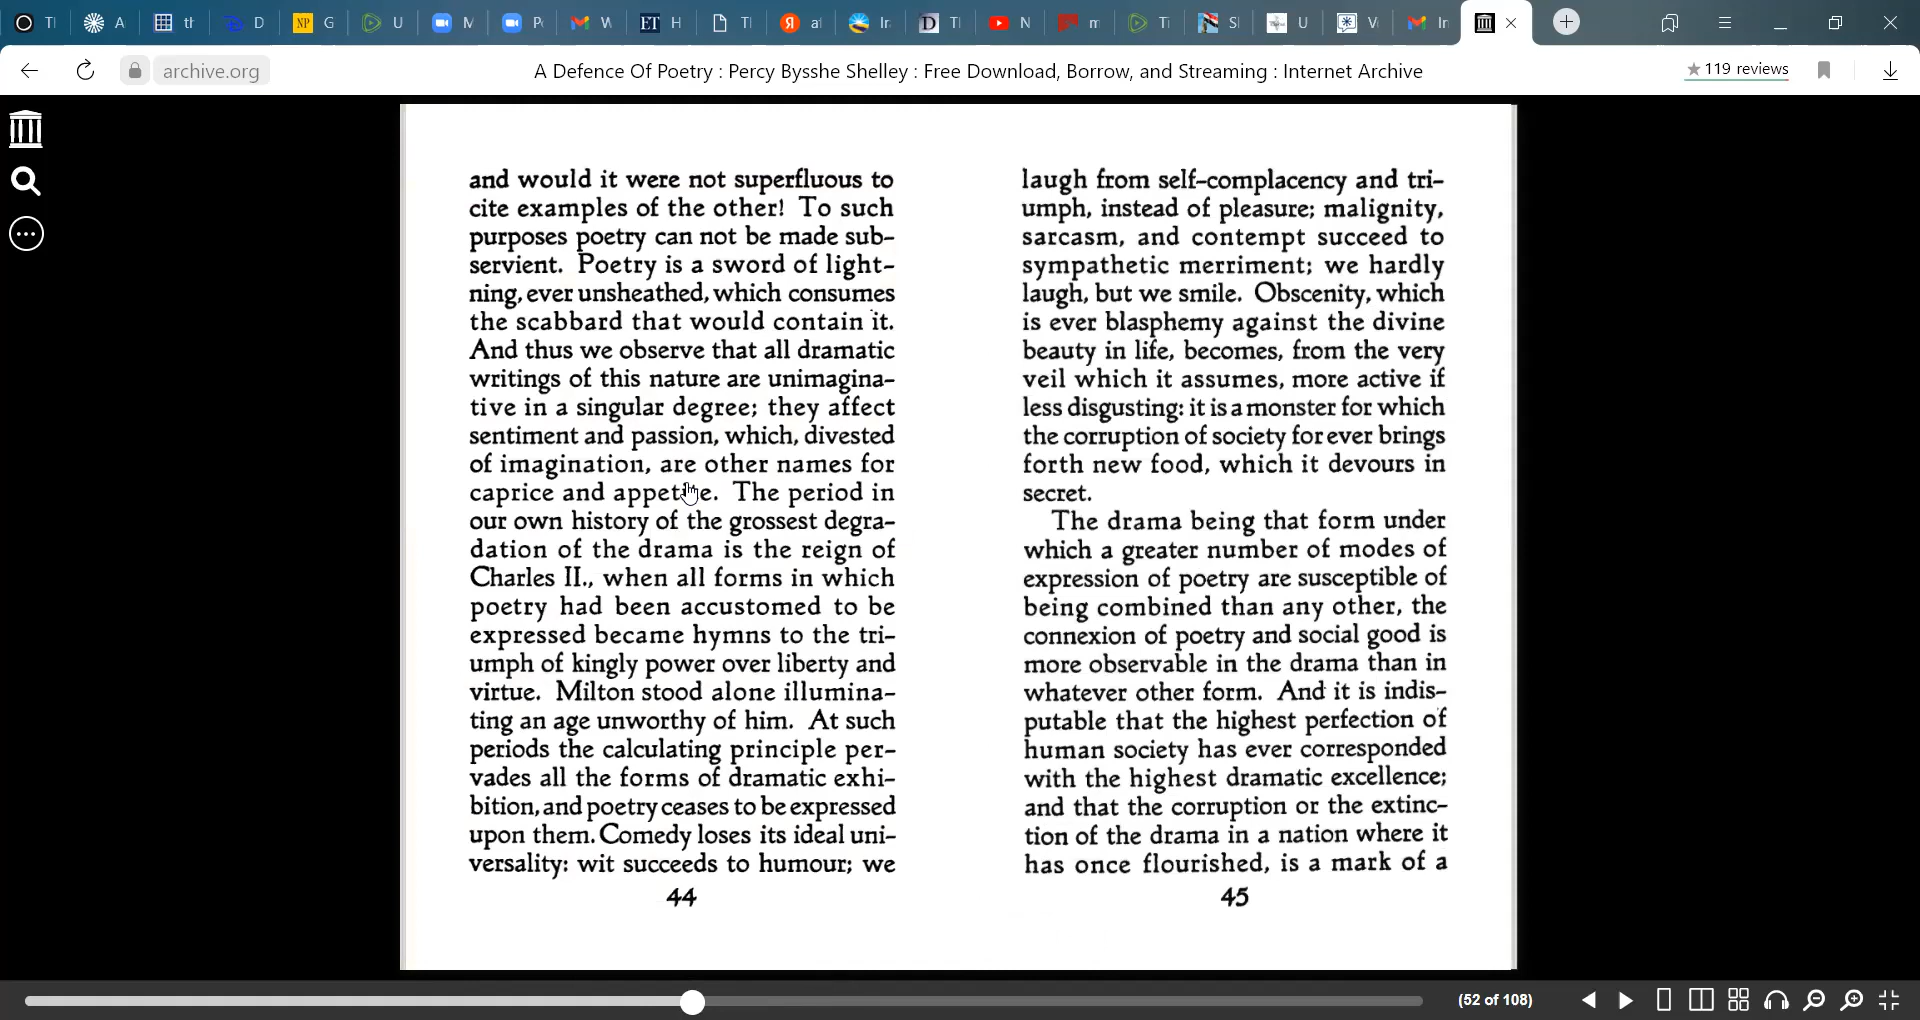 Tl
A
th
D
NP
G
U
M
P
W
ET
H
Tl
Я
a
Ir
D
Tl
N
m
Ti
Sl
U
V
Ir
archive.org
A Defence Of Poetry : Percy Bysshe Shelley : Free Download, Borrow, and Streaming : Internet Archive
★ 119 reviews
and would it were not superfluous to
cite examples of the other! To such
purposes poetry can not be made sub-
servient. Poetry is a sword of light-
ning, ever unsheathed, which consumes
the scabbard that would contain it.
And thus we observe that all dramatic
writings of this nature are unimagina-
tive in a singular degree; they affect
sentiment and passion, which, divested
of imagination, are other names for
caprice and appetite. The period in
our own history of the grossest degra-
dation of the drama is the reign of
Charles II., when all forms in which
poetry had been accustomed to be
expressed became hymns to the tri-
umph of kingly power over liberty and
virtue. Milton stood alone illumina-
ting an age unworthy of him. At such
periods the calculating principle per-
vades all the forms of dramatic exhi-
bition, and poetry ceases to be expressed
upon them. Comedy loses its ideal uni-
versality: wit succeeds to humour; we
44
laugh from self-complacency and tri-
umph, instead of pleasure; malignity,
sarcasm, and contempt succeed to
sympathetic merriment; we hardly
laugh, but we smile. Obscenity, which
is ever blasphemy against the divine
beauty in life, becomes, from the very
veil which it assumes, more active if
less disgusting: it is a monster for which
the corruption of society for ever brings
forth new food, which it devours in
secret.
The drama being that form under
which a greater number of modes of
expression of poetry are susceptible of
being combined than any other, the
connexion of poetry and social good is
more observable in the drama than in
whatever other form. And it is indis-
putable that the highest perfection of
human society has ever corresponded
with the highest dramatic excellence;
and that the corruption or the extinc-
tion of the drama in a nation where it
has once flourished, is a mark of a
45
(52 of 108)